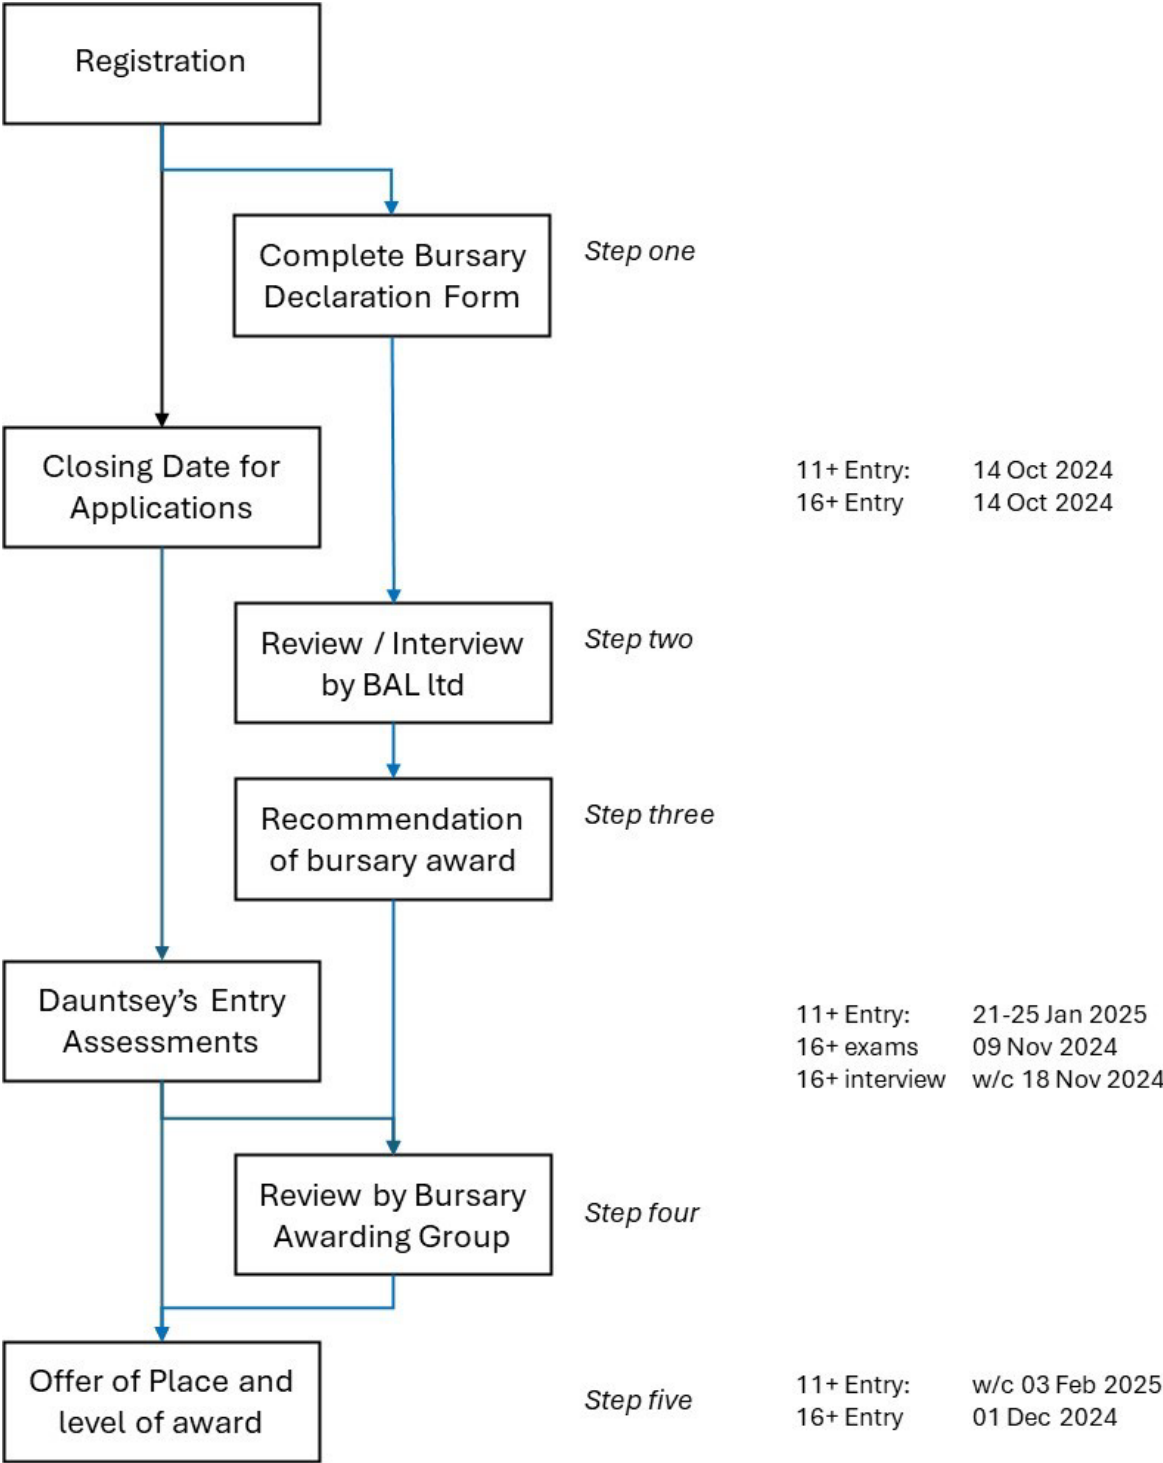 Registration
Complete Bursary
Declaration Form
Step one
Closing Date for
Applications
11+ Entry: 14 Oct 2024
16+ Entry 14 Oct 2024
Review / Interview
by BAL ltd
Step two
Recommendation
of bursary award
Step three
Dauntsey’s Entry
Assessments
11+ Entry: 21-25 Jan 2025
16+ exams 09 Nov 2024
16+ interview w/c 18 Nov 2024
Review by Bursary
Awarding Group
Step four
Offer of Place and
level of award
Step five
11+ Entry: w/c 03 Feb 2025
16+ Entry 01 Dec 2024